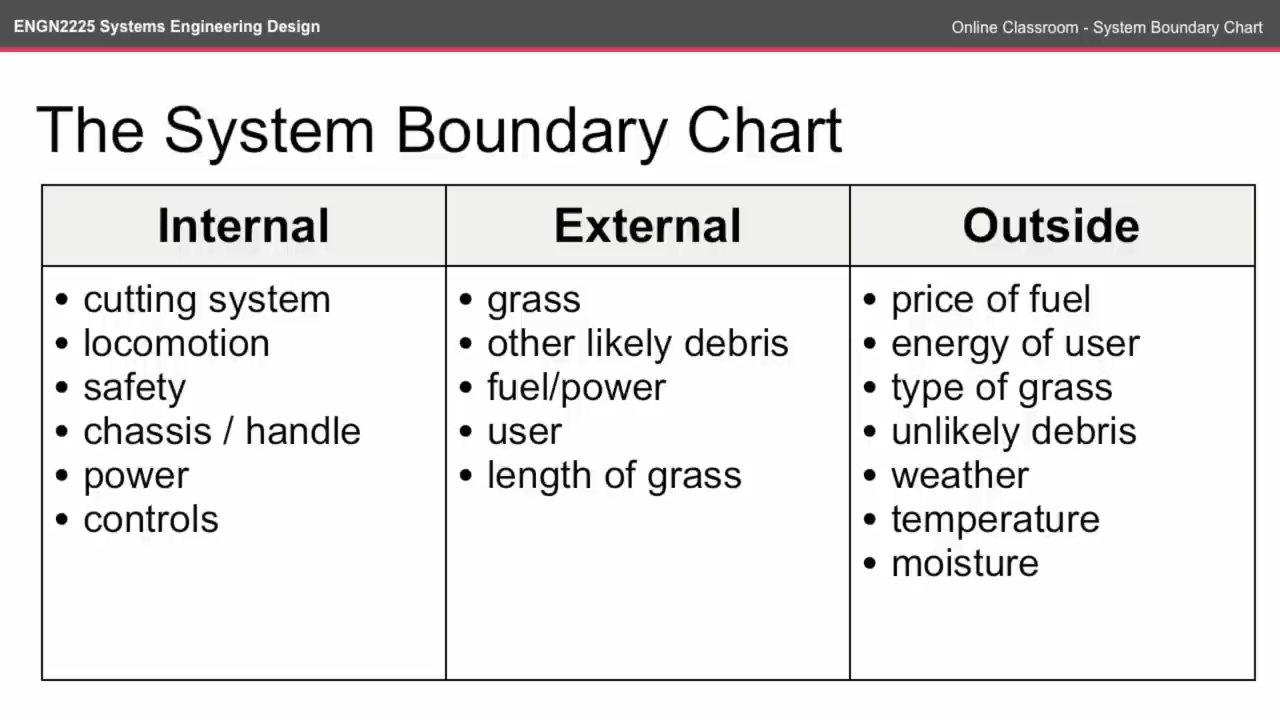 ENGN2225 Systems Engineering Design
Online Classroom - System Boundary Chart
The System Boundary Chart
Internal
External
Outside
• cutting system
• locomotion
• safety
• chassis / handle
• power
• controls
• grass
• other likely debris
• fuel/power
• user
• length of grass
• price of fuel
• energy of user
• type of grass
• unlikely debris
• weather
• temperature
• moisture